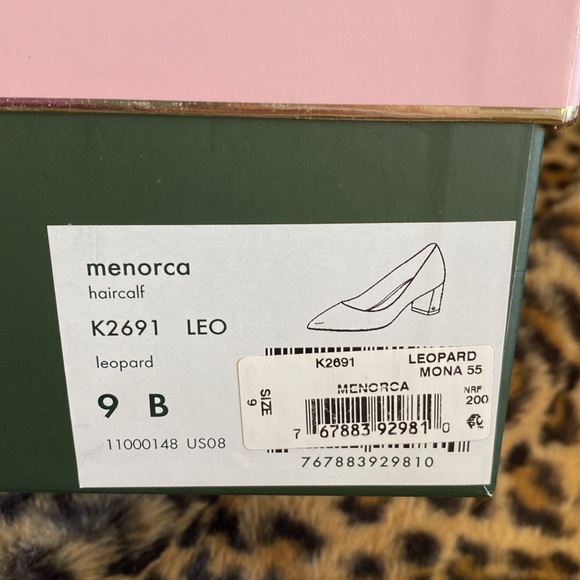 menorca
haircalf
K2691 LEO
leopard
9 B
11000148 US08
K2691 LEOPARD
MONA 55
MENORCA
SIZE 9
NRF
200
7 67883 92981 0
767883929810